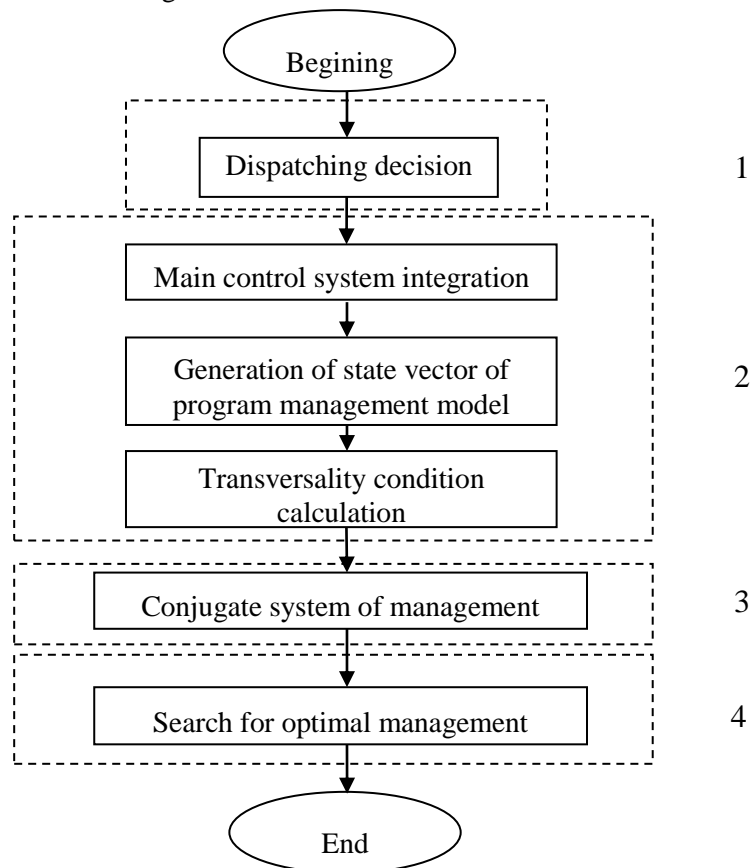 Begining
Dispatching decision
1
Main control system integration
Generation of state vector of
program management model
2
Transversality condition
calculation
Conjugate system of management
3
Search for optimal management
4
End